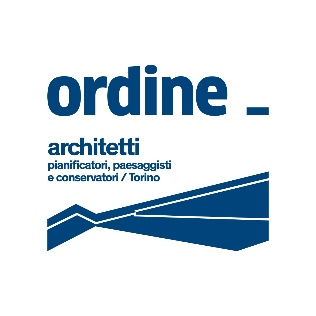 ordine _
architetti
pianificatori, paesaggisti
e conservatori / Torino